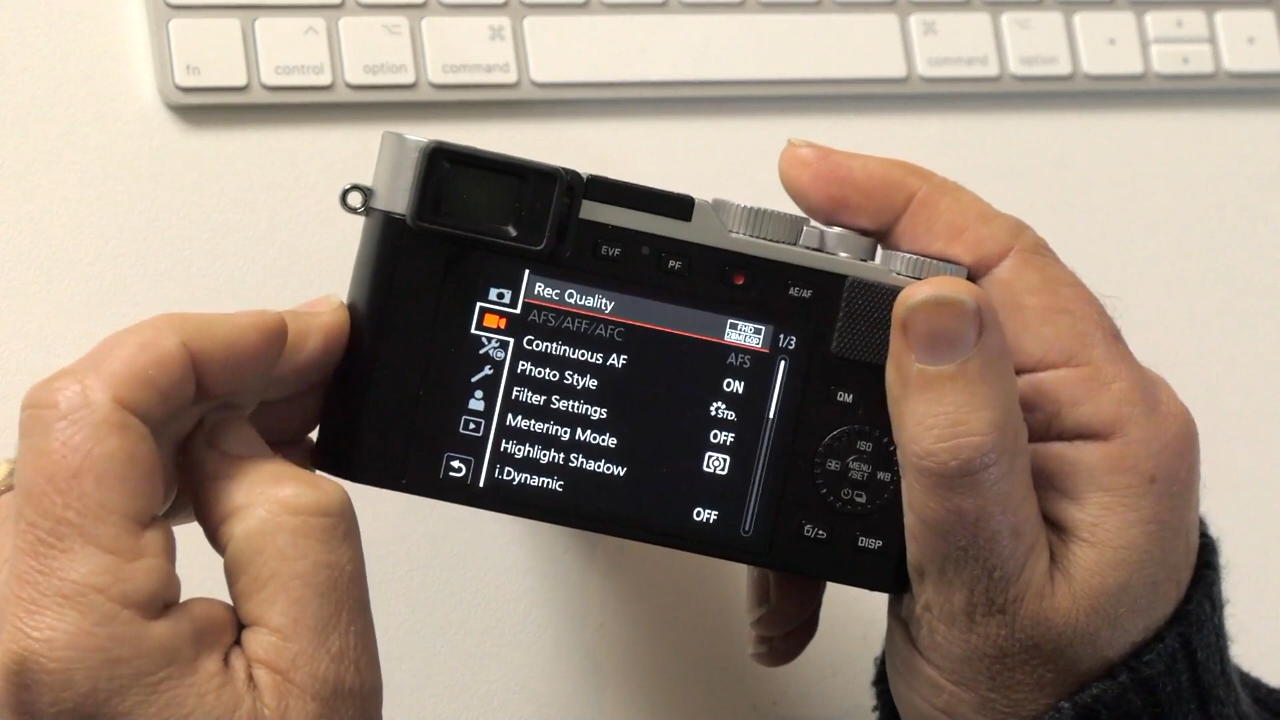 fn
control
option
command
command
option
EVF
PF
AE/AF
Rec Quality
FHD
28M 60p
1/3
AFS/AFF/AFC
AFS
Continuous AF
ON
Photo Style
STD.
Filter Settings
OFF
Metering Mode
Highlight Shadow
i.Dynamic
OFF
QM
ISO
MENU
/SET
WB
DISP